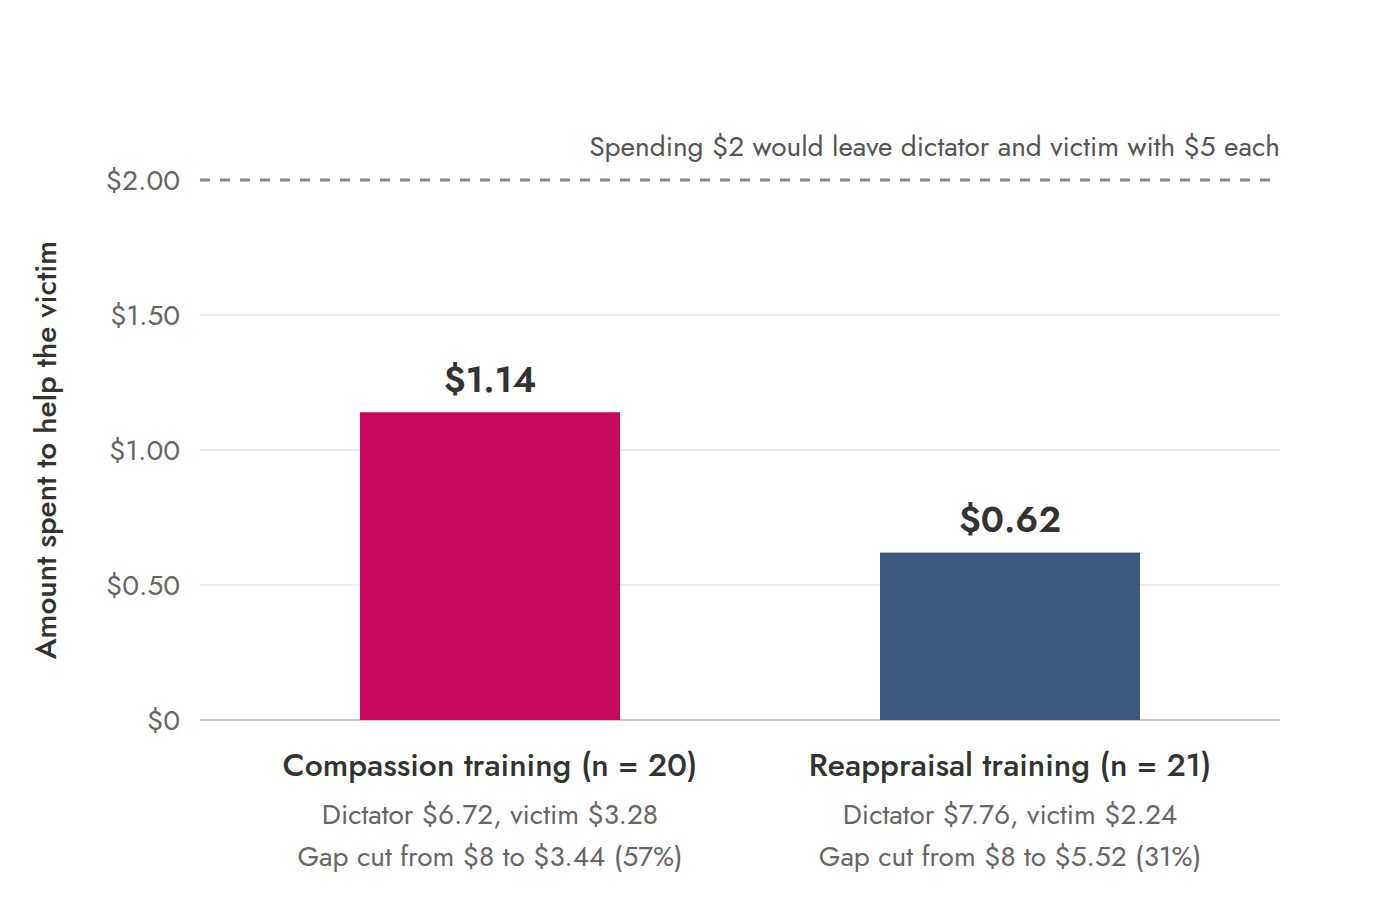 Spending $2 would leave dictator and victim with $5 each
$2.00
$1.50
$1.00
$0.50
$0
Amount spent to help the victim
$1.14
$0.62
Compassion training (n = 20)
Dictator $6.72, victim $3.28
Gap cut from $8 to $3.44 (57%)
Reappraisal training (n = 21)
Dictator $7.76, victim $2.24
Gap cut from $8 to $5.52 (31%)